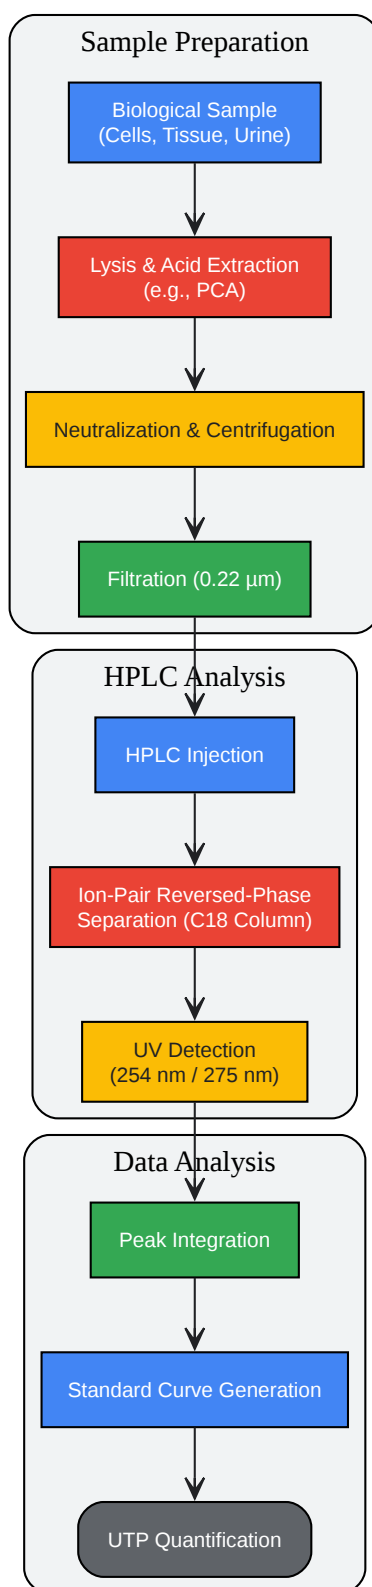 Sample Preparation
Biological Sample
(Cells, Tissue, Urine)
Lysis & Acid Extraction
(e.g., PCA)
Neutralization & Centrifugation
Filtration (0.22 µm)
HPLC Analysis
HPLC Injection
Ion-Pair Reversed-Phase
Separation (C18 Column)
UV Detection
(254 nm / 275 nm)
Data Analysis
Peak Integration
Standard Curve Generation
UTP Quantification